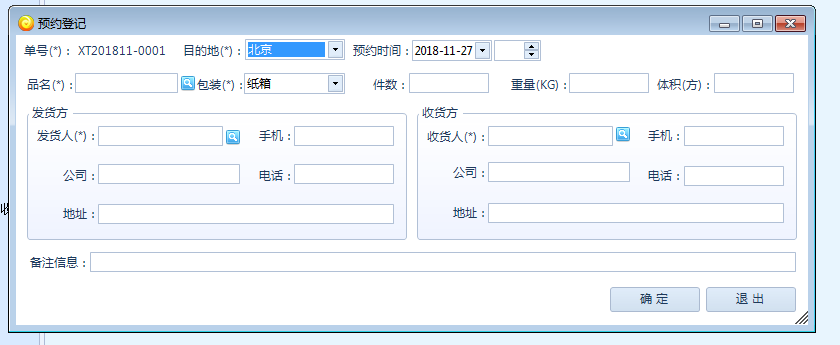 预约登记
单号(*)： XT201811-0001 目的地(*)：北京 预约时间：2018-11-27
品名(*)： 包装(*)：纸箱 件数： 重量(KG)： 体积(方)：
发货方 收货方
发货人(*)： 手机： 收货人(*)： 手机：
公司： 电话： 公司： 电话：
地址： 地址：
备注信息：
确 定 退 出